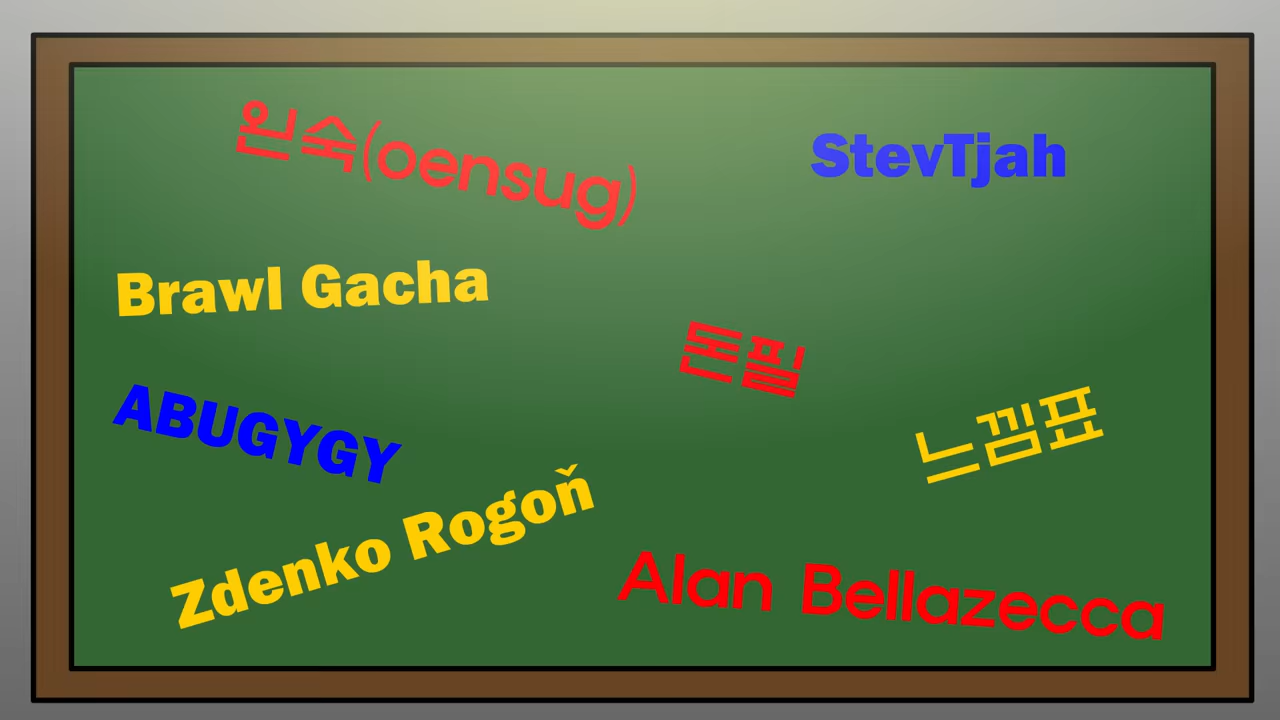 왼숙(oensug)
StevTjah
Brawl Gacha
돈필
ABUGYGY
느낌표
Zdenko Rogoň
Alan Bellazecca